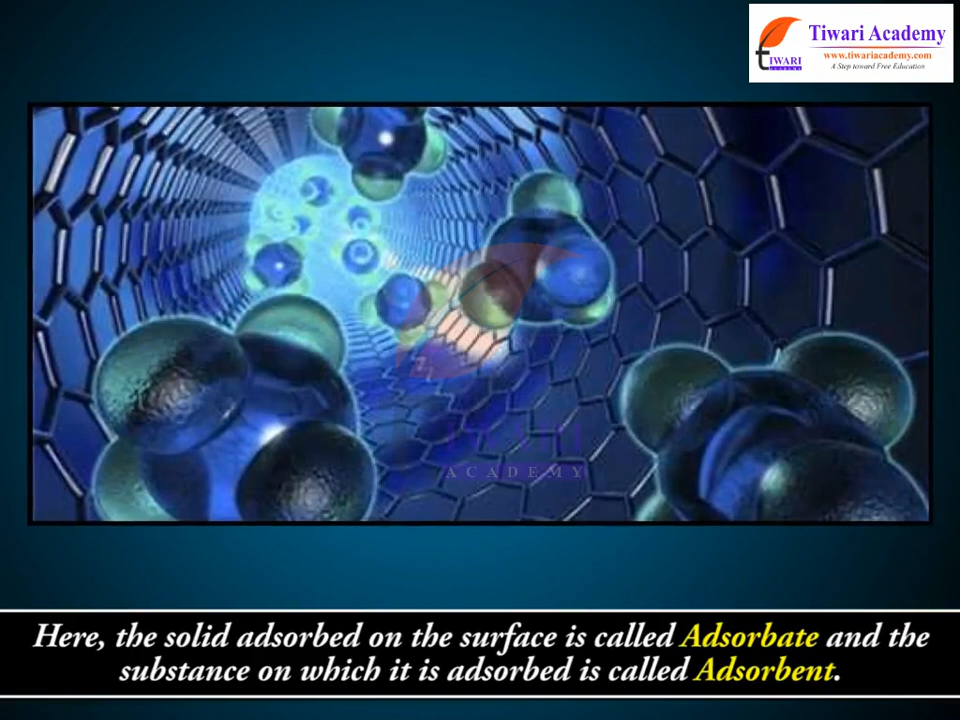 Tiwari Academy
www.tiwariacademy.com
A Step toward Free Education
TIWARI
ACADEMY
ACADEMY
Here, the solid adsorbed on the surface is called Adsorbate and the
substance on which it is adsorbed is called Adsorbent.